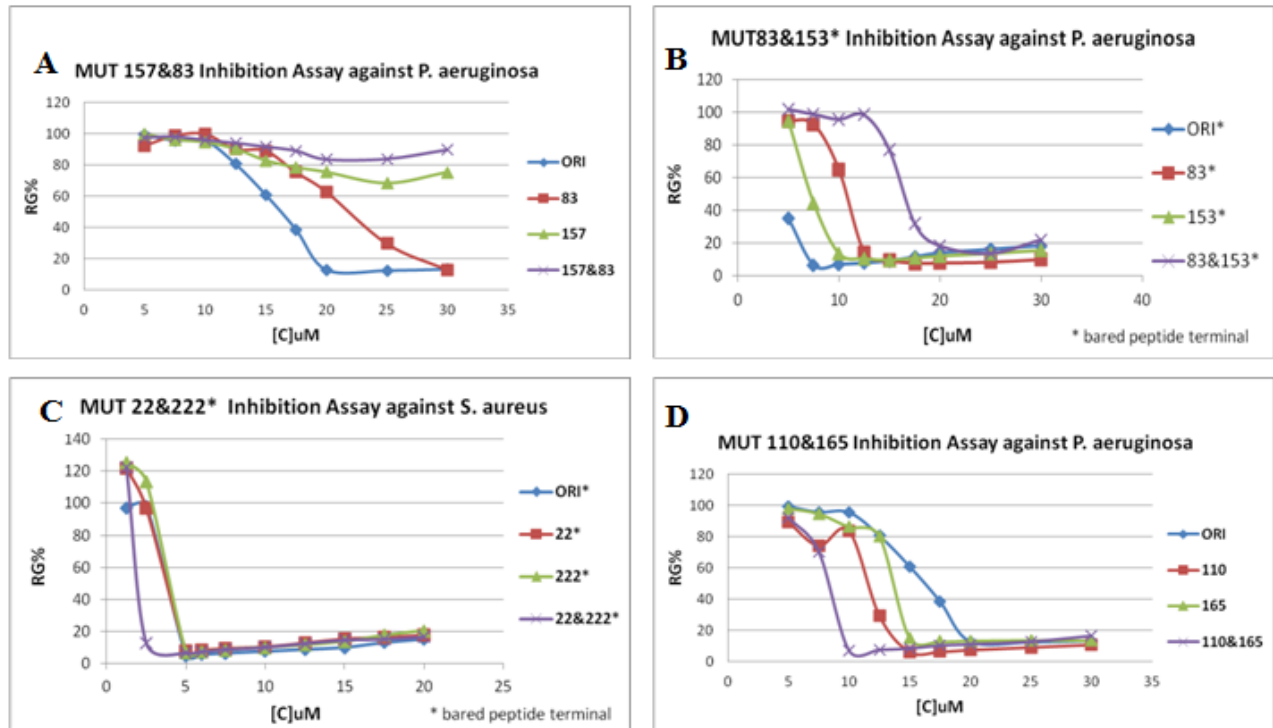 A
MUT 157&83 Inhibition Assay against P. aeruginosa
120
100
80
60
40
20
0
RG%
0 5 10 15 20 25 30 35
[C]uM
ORI
83
157
157&83
B
MUT83&153* Inhibition Assay against P. aeruginosa
120
100
80
60
40
20
0
RG%
0 10 20 30 40
[C]uM
* bared peptide terminal
ORI*
83*
153*
83&153*
C
MUT 22&222* Inhibition Assay against S. aureus
140
120
100
80
60
40
20
0
RG%
0 5 10 15 20 25
[C]uM
* bared peptide terminal
ORI*
22*
222*
22&222*
D
MUT 110&165 Inhibition Assay against P. aeruginosa
120
100
80
60
40
20
0
RG%
0 5 10 15 20 25 30 35
[C]uM
ORI
110
165
110&165